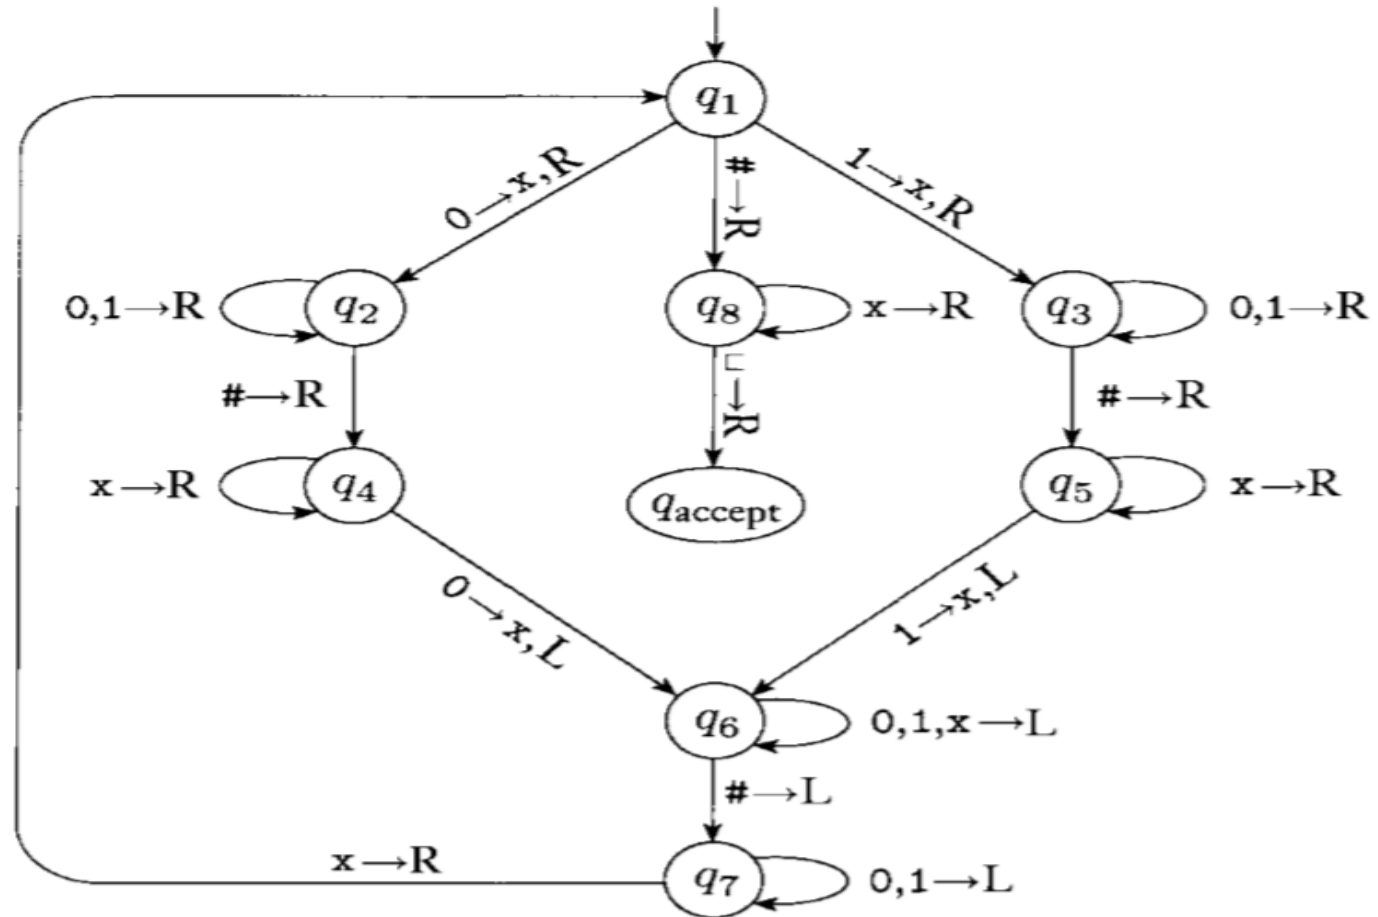 q₁
0→x,R
#→R
1→x,R
0,1→R
q₂
q₈
x→R
q₃
0,1→R
#→R
␣→R
#→R
x→R
q₄
q_accept
q₅
x→R
0→x,L
1→x,L
q₆
0,1,x→L
#→L
x→R
q₇
0,1→L